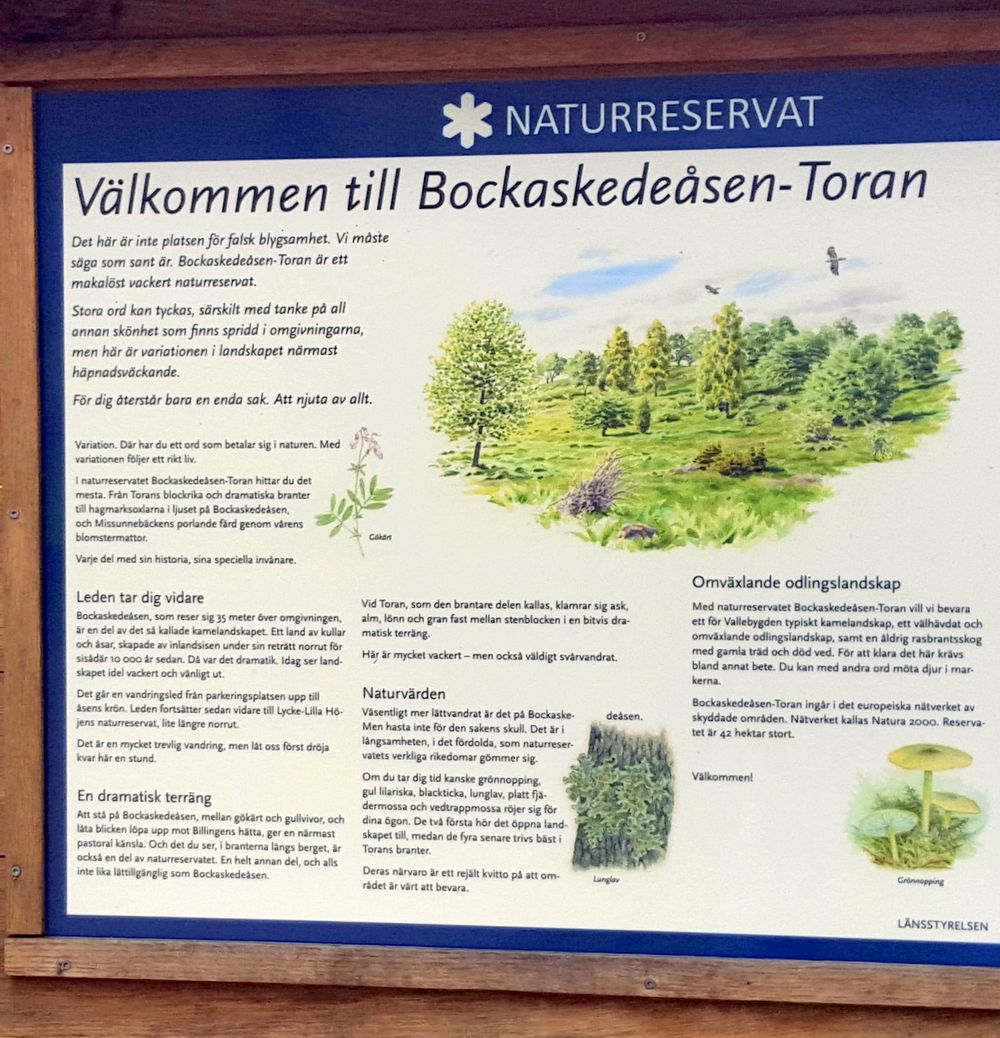 NATURRESERVAT
Välkommen till Bockaskedeåsen-Toran
Det här är inte platsen för falsk blygsamhet. Vi måste
säga som sant är. Bockaskedeåsen-Toran är ett
makalöst vackert naturreservat.
Stora ord kan tyckas, särskilt med tanke på all
annan skönhet som finns spridd i omgivningarna,
men här är variationen i landskapet närmast
häpnadsväckande.
För dig återstår bara en enda sak. Att njuta av allt.
Variation. Där har du ett ord som betalar sig i naturen. Med
variationen följer ett rikt liv.
I naturreservatet Bockaskedeåsen-Toran hittar du det
mesta. Från Torans blockrika och dramatiska branter
till hagmarksoxlarna i ljuset på Bockaskedeåsen,
och Missunnebäckens porlande färd genom vårens
blomstermattor.
Varje del med sin historia, sina speciella invånare.
Gökärt
Leden tar dig vidare
Bockaskedeåsen, som reser sig 35 meter över omgivningen,
är en del av det så kallade kamelandskapet. Ett land av kullar
och åsar, skapade av inlandsisen under sin reträtt norrut för
sisådär 10 000 år sedan. Då var det dramatik. Idag ser land-
skapet idel vackert och vänligt ut.
Det går en vandringsled från parkeringsplatsen upp till
åsens krön. Leden fortsätter sedan vidare till Lycke-Lilla Hö-
jens naturreservat, lite längre norrut.
Det är en mycket trevlig vandring, men låt oss först dröja
kvar här en stund.
En dramatisk terräng
Att stå på Bockaskedeåsen, mellan gökärt och gullvivor, och
låta blicken löpa upp mot Billingens hätta, ger en närmast
pastoral känsla. Och det du ser, i branterna längs berget, är
också en del av naturreservatet. En helt annan del, och alls
inte lika lättillgänglig som Bockaskedeåsen.
Vid Toran, som den brantare delen kallas, klamrar sig ask,
alm, lönn och gran fast mellan stenblocken i en bitvis dra-
matisk terräng.
Här är mycket vackert – men också väldigt svårvandrat.
Naturvärden
Väsentligt mer lättvandrat är det på Bockaske- deåsen.
Men hasta inte för den sakens skull. Det är i
långsamheten, i det fördolda, som naturreser-
vatets verkliga rikedomar gömmer sig.
Om du tar dig tid kanske grönnopping,
gul lilariska, blackticka, lunglav, platt fjä-
dermossa och vedtrappmossa röjer sig för
dina ögon. De två första hör det öppna land-
skapet till, medan de fyra senare trivs bäst i
Torans branter.
Deras närvaro är ett rejält kvitto på att om-
rådet är värt att bevara.
Lunglav
Omväxlande odlingslandskap
Med naturreservatet Bockaskedeåsen-Toran vill vi bevara
ett för Vallebygden typiskt kamelandskap, ett välhävdat och
omväxlande odlingslandskap, samt en åldrig rasbrantsskog
med gamla träd och död ved. För att klara det här krävs
bland annat bete. Du kan med andra ord möta djur i mar-
kerna.
Bockaskedeåsen-Toran ingår i det europeiska nätverket av
skyddade områden. Nätverket kallas Natura 2000. Reserva-
tet är 42 hektar stort.
Välkommen!
Grönnopping
LÄNSSTYRELSEN